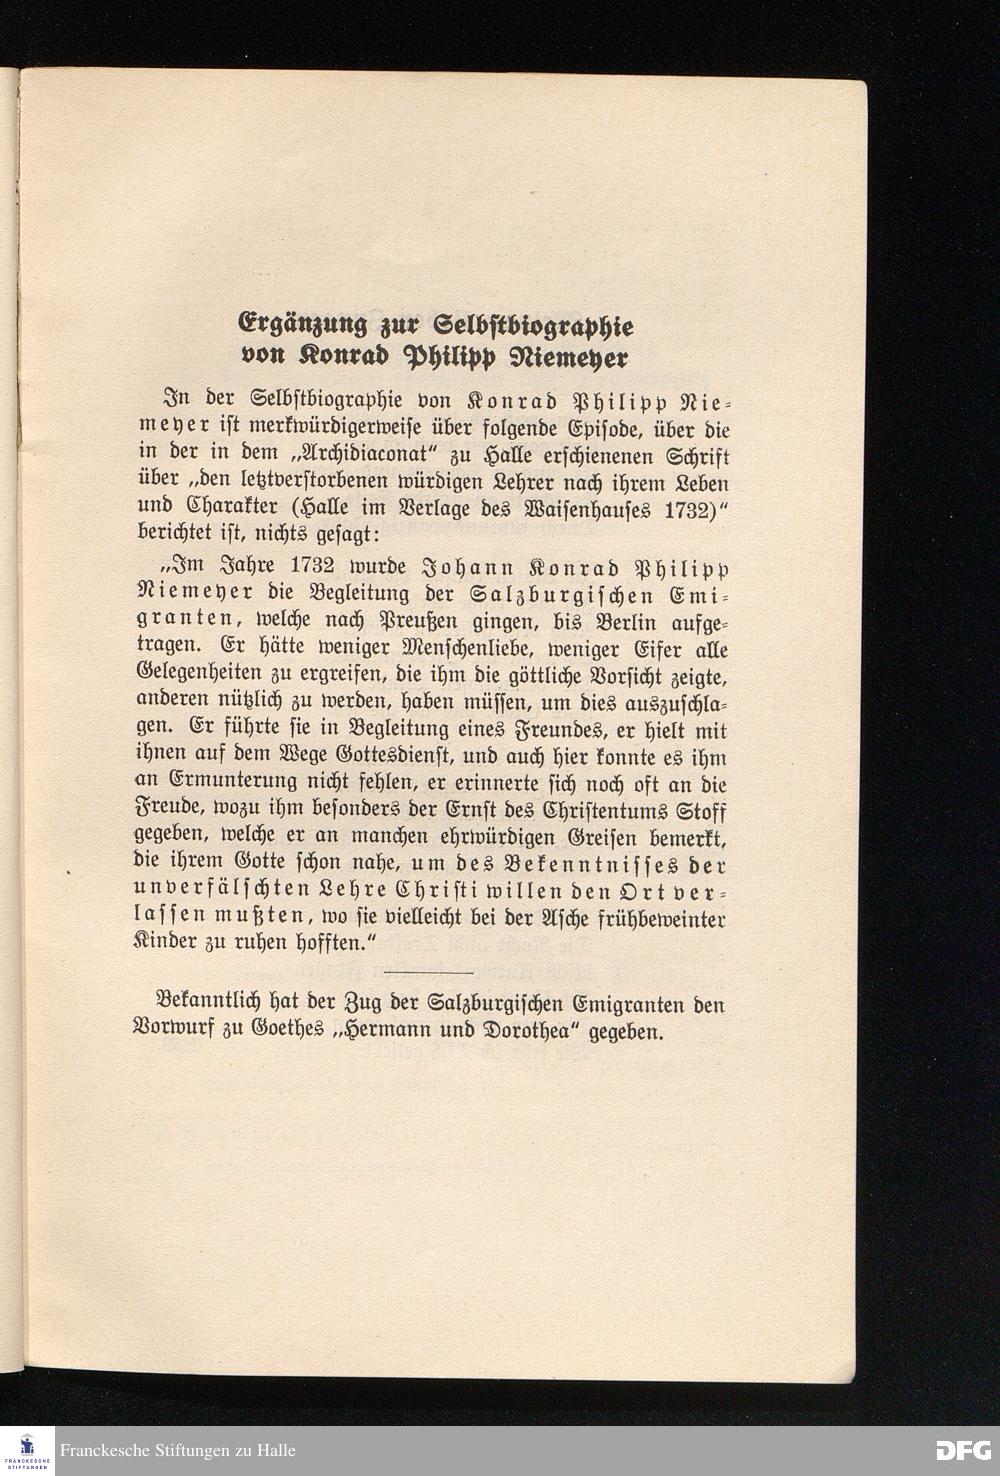 Ergänzung zur Selbstbiographie
von Konrad Philipp Niemeyer
In der Selbstbiographie von Konrad Philipp Nie-
meyer ist merkwürdigerweise über folgende Episode, über die
in der in dem „Archidiaconat“ zu Halle erschienenen Schrift
über „den letztverstorbenen würdigen Lehrer nach ihrem Leben
und Charakter (Halle im Verlage des Waisenhauses 1732)“
berichtet ist, nichts gesagt:
„Im Jahre 1732 wurde Johann Konrad Philipp
Niemeyer die Begleitung der Salzburgischen Emi-
granten, welche nach Preußen gingen, bis Berlin aufge-
tragen. Er hätte weniger Menschenliebe, weniger Eifer alle
Gelegenheiten zu ergreifen, die ihm die göttliche Vorsicht zeigte,
anderen nützlich zu werden, haben müssen, um dies auszuschla-
gen. Er führte sie in Begleitung eines Freundes, er hielt mit
ihnen auf dem Wege Gottesdienst, und auch hier konnte es ihm
an Ermunterung nicht fehlen, er erinnerte sich noch oft an die
Freude, wozu ihm besonders der Ernst des Christentums Stoff
gegeben, welche er an manchen ehrwürdigen Greisen bemerkt,
die ihrem Gotte schon nahe, um des Bekenntnisses der
unverfälschten Lehre Christi willen den Ort ver-
lassen mußten, wo sie vielleicht bei der Asche frühbeweinter
Kinder zu ruhen hofften.“
Bekanntlich hat der Zug der Salzburgischen Emigranten den
Vorwurf zu Goethes „Hermann und Dorothea“ gegeben.
FRANCKESCHE
STIFTUNGEN
Franckesche Stiftungen zu Halle
DFG